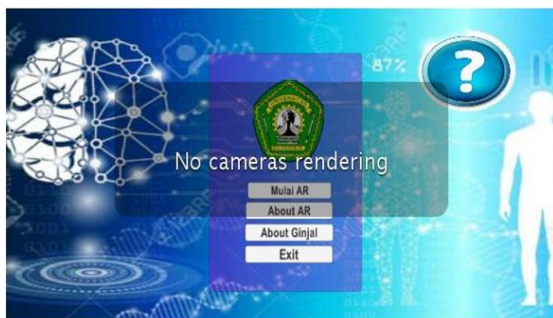 87%
?
No cameras rendering
Mulai AR
About AR
About Ginjal
Exit